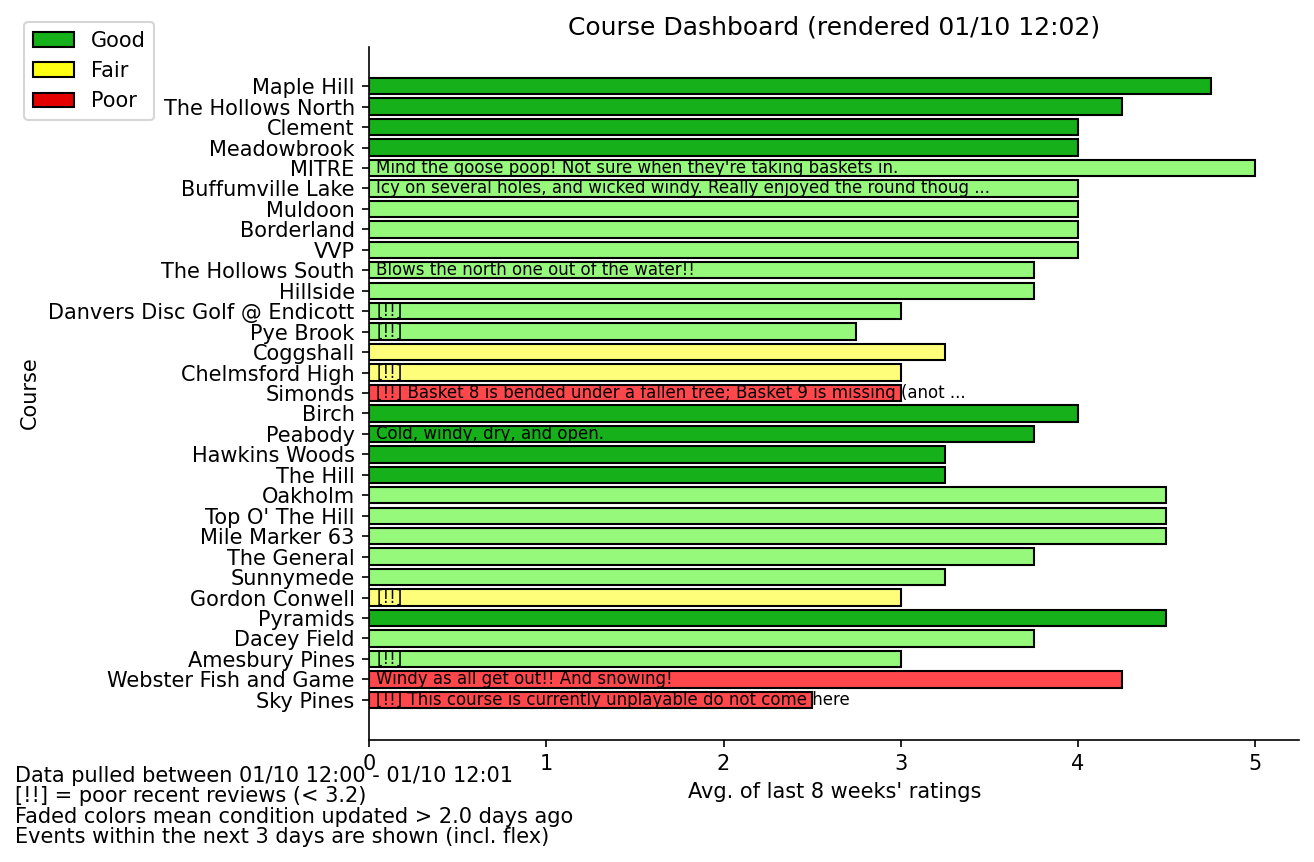 Course Dashboard (rendered 01/10 12:02)
Good
Fair
Poor
Course
Maple Hill
The Hollows North
Clement
Meadowbrook
MITRE Mind the goose poop! Not sure when they're taking baskets in.
Buffumville Lake Icy on several holes, and wicked windy. Really enjoyed the round thoug ...
Muldoon
Borderland
VVP
The Hollows South Blows the north one out of the water!!
Hillside
Danvers Disc Golf @ Endicott [!!]
Pye Brook [!!]
Coggshall
Chelmsford High [!!]
Simonds [!!] Basket 8 is bended under a fallen tree; Basket 9 is missing (anot ...
Birch
Peabody Cold, windy, dry, and open.
Hawkins Woods
The Hill
Oakholm
Top O' The Hill
Mile Marker 63
The General
Sunnymede
Gordon Conwell [!!]
Pyramids
Dacey Field
Amesbury Pines [!!]
Webster Fish and Game Windy as all get out!! And snowing!
Sky Pines [!!] This course is currently unplayable do not come here
0 1 2 3 4 5
Avg. of last 8 weeks' ratings
Data pulled between 01/10 12:00 - 01/10 12:01
[!!] = poor recent reviews (< 3.2)
Faded colors mean condition updated > 2.0 days ago
Events within the next 3 days are shown (incl. flex)